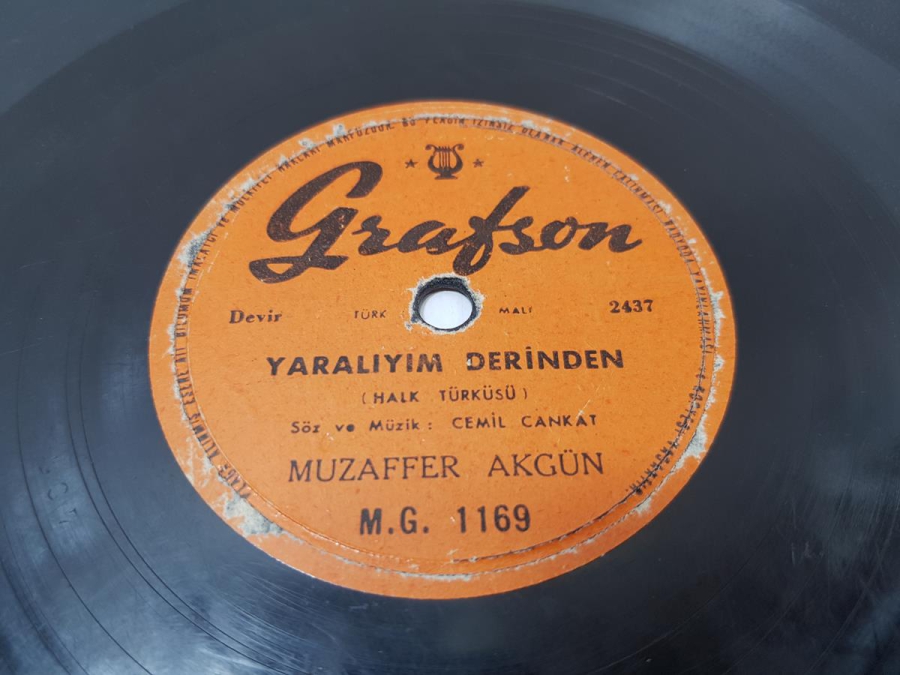 Grafson
Devir TÜRK MALI 2437
YARALIYIM DERİNDEN
(HALK TÜRKÜSÜ)
Söz ve Müzik: CEMİL CANKAT
MUZAFFER AKGÜN
M.G. 1169